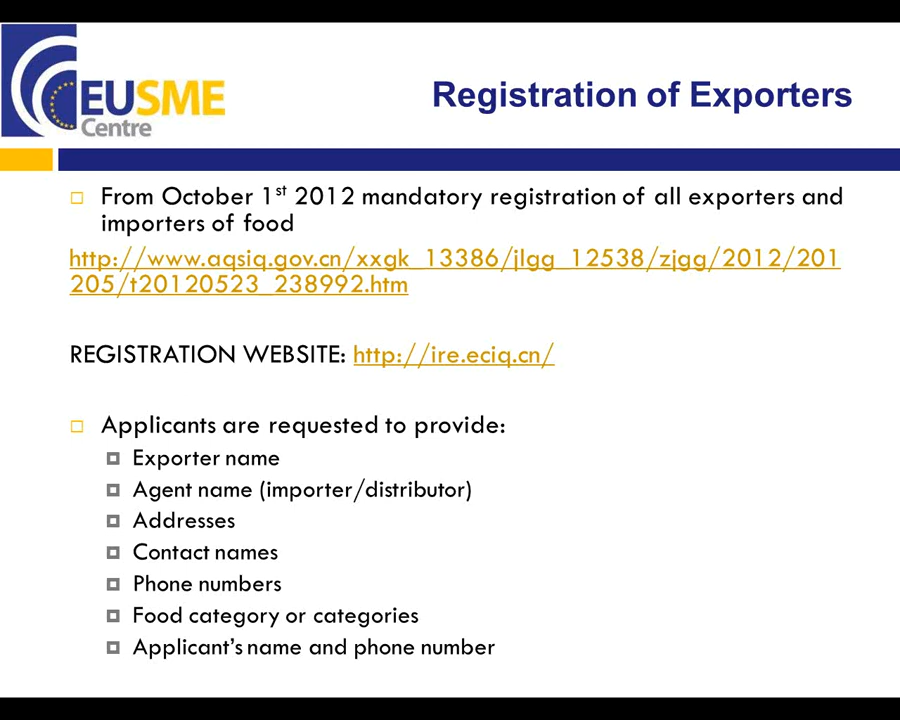 EUSME
Centre
Registration of Exporters
From October 1st 2012 mandatory registration of all exporters and
importers of food
http://www.aqsiq.gov.cn/xxgk_13386/jlgg_12538/zjgg/2012/201
205/t20120523_238992.htm
REGISTRATION WEBSITE: http://ire.eciq.cn/
Applicants are requested to provide:
Exporter name
Agent name (importer/distributor)
Addresses
Contact names
Phone numbers
Food category or categories
Applicant’s name and phone number